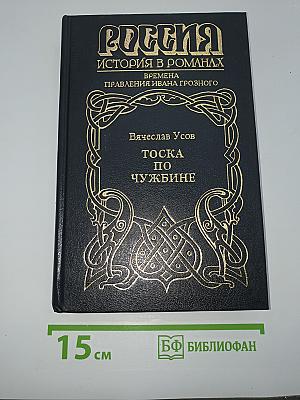 РОССИЯ
ИСТОРИЯ В РОМАНАХ
ВРЕМЕНА
ПРАВЛЕНИЯ ИВАНА ГРОЗНОГО
Вячеслав Усов
ТОСКА
ПО
ЧУЖБИНЕ
15 см
БФ БИБЛИОФАН